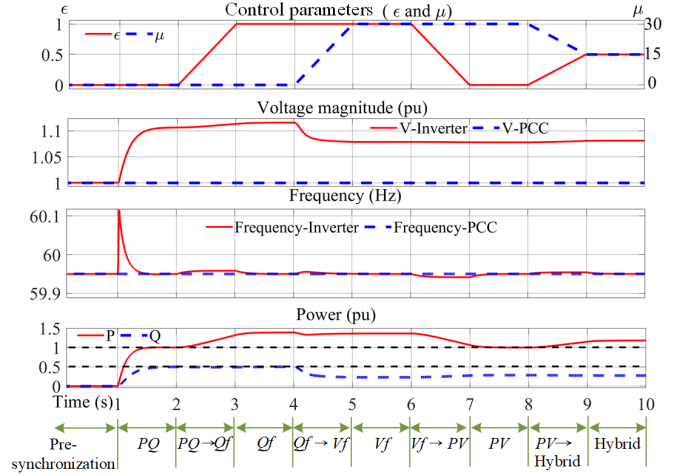 ϵ Control parameters ( ϵ and μ ) μ
1 30
ϵ μ
0.5 15
0 0
Voltage magnitude (pu)
1.1 V-Inverter V-PCC
1.05
1
Frequency (Hz)
60.1
Frequency-Inverter Frequency-PCC
60
59.9
Power (pu)
1.5
P Q
1
0.5
0
Time (s) 1 2 3 4 5 6 7 8 9 10
Pre- PQ PQ→Qf Qf Qf→Vf Vf Vf→PV PV PV→ Hybrid
synchronization Hybrid